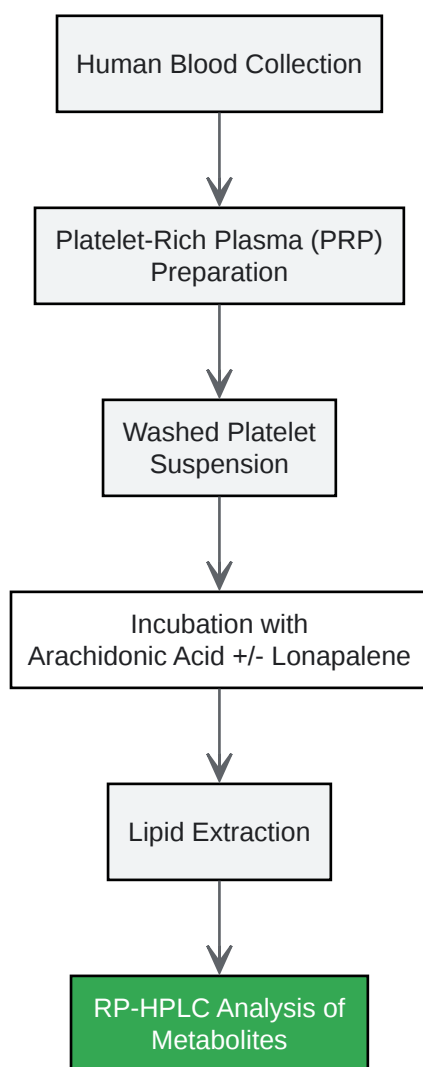 Human Blood Collection
Platelet-Rich Plasma (PRP)
Preparation
Washed Platelet
Suspension
Incubation with
Arachidonic Acid +/- Lonapalene
Lipid Extraction
RP-HPLC Analysis of
Metabolites